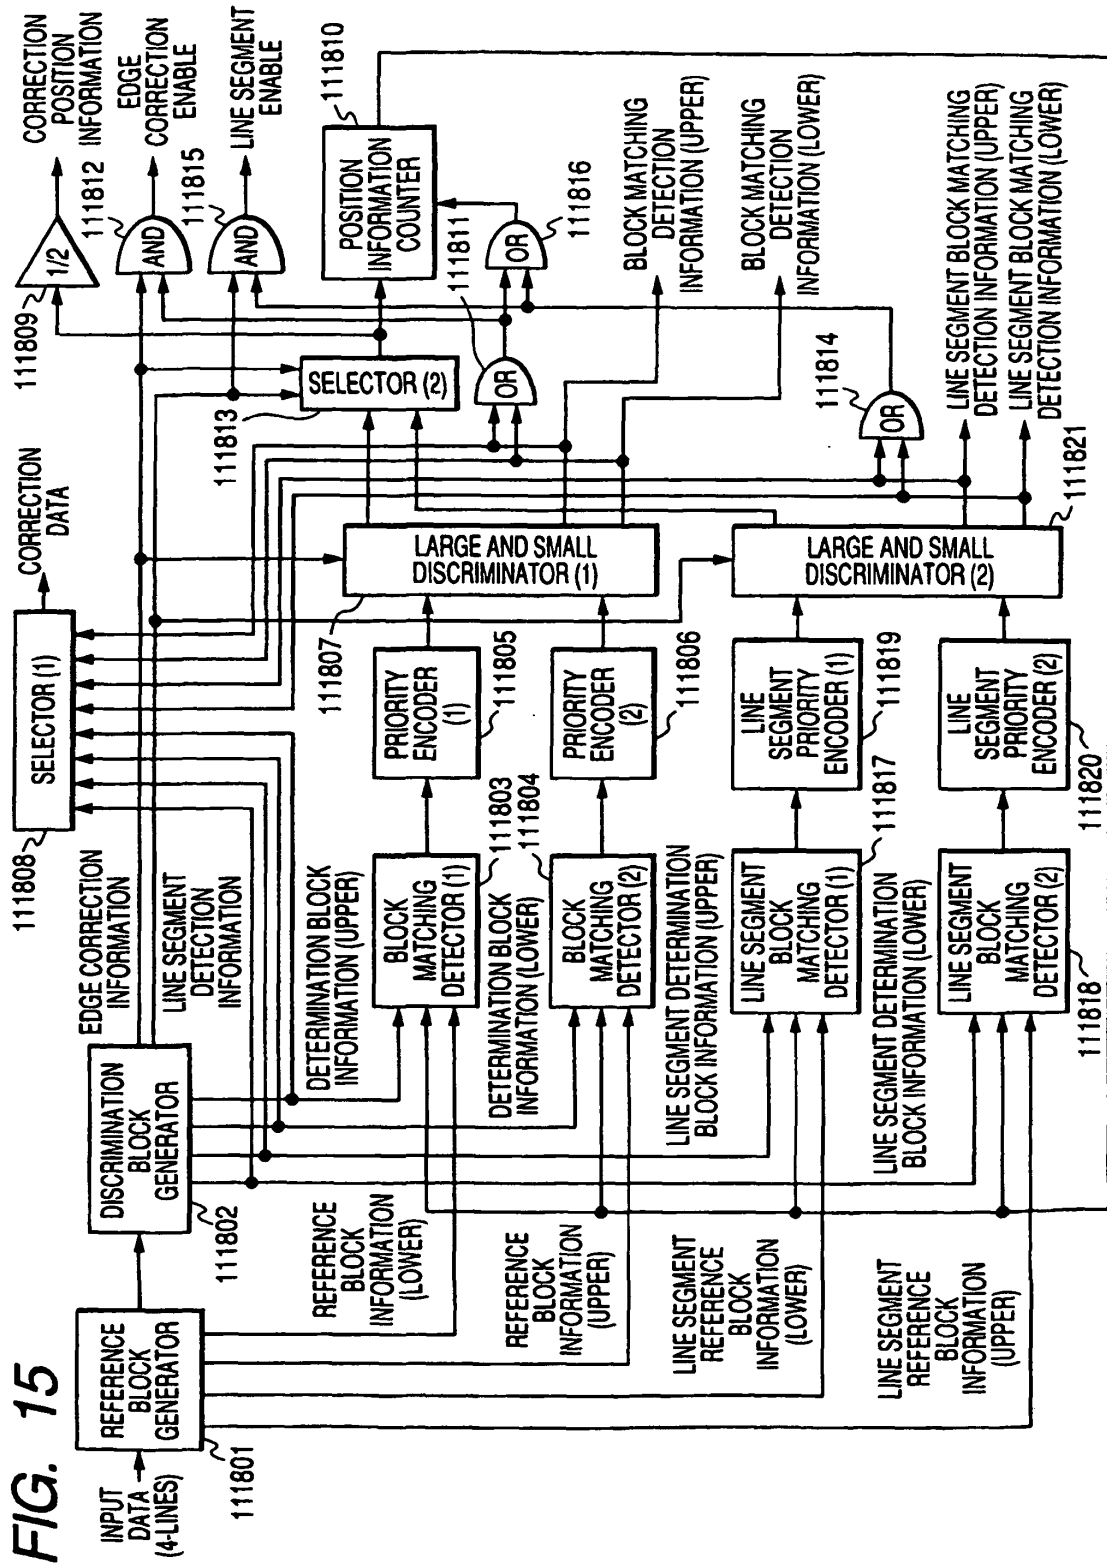 FIG. 15
INPUT
DATA
(4-LINES)
REFERENCE
BLOCK
GENERATOR
111801
DISCRIMINATION
BLOCK
GENERATOR
111802
EDGE CORRECTION
INFORMATION
LINE SEGMENT
DETECTION
INFORMATION
SELECTOR (1)
111808
CORRECTION
DATA
REFERENCE
BLOCK
INFORMATION
(LOWER)
REFERENCE
BLOCK
INFORMATION
(UPPER)
LINE SEGMENT
REFERENCE
BLOCK
INFORMATION
(LOWER)
LINE SEGMENT
REFERENCE
BLOCK
INFORMATION
(UPPER)
DETERMINATION BLOCK
INFORMATION (UPPER)
DETERMINATION BLOCK
INFORMATION (LOWER)
LINE SEGMENT DETERMINATION
BLOCK INFORMATION (UPPER)
LINE SEGMENT DETERMINATION
BLOCK INFORMATION (LOWER)
BLOCK
MATCHING
DETECTOR (1)
111803
BLOCK
MATCHING
DETECTOR (2)
111804
LINE SEGMENT
BLOCK
MATCHING
DETECTOR (1)
111817
LINE SEGMENT
BLOCK
MATCHING
DETECTOR (2)
111818
PRIORITY
ENCODER
(1)
111805
PRIORITY
ENCODER
(2)
111806
LINE
SEGMENT
PRIORITY
ENCODER (1)
111819
LINE
SEGMENT
PRIORITY
ENCODER (2)
111820
LARGE AND SMALL
DISCRIMINATOR (1)
111807
LARGE AND SMALL
DISCRIMINATOR (2)
111821
SELECTOR (2)
111813
OR
111811
OR
111814
OR
111816
POSITION
INFORMATION
COUNTER
111810
1/2
111809
AND
111812
AND
111815
CORRECTION
POSITION
INFORMATION
EDGE
CORRECTION
ENABLE
LINE SEGMENT
ENABLE
BLOCK MATCHING
DETECTION
INFORMATION (UPPER)
BLOCK MATCHING
DETECTION
INFORMATION (LOWER)
LINE SEGMENT BLOCK MATCHING
DETECTION INFORMATION (UPPER)
LINE SEGMENT BLOCK MATCHING
DETECTION INFORMATION (LOWER)